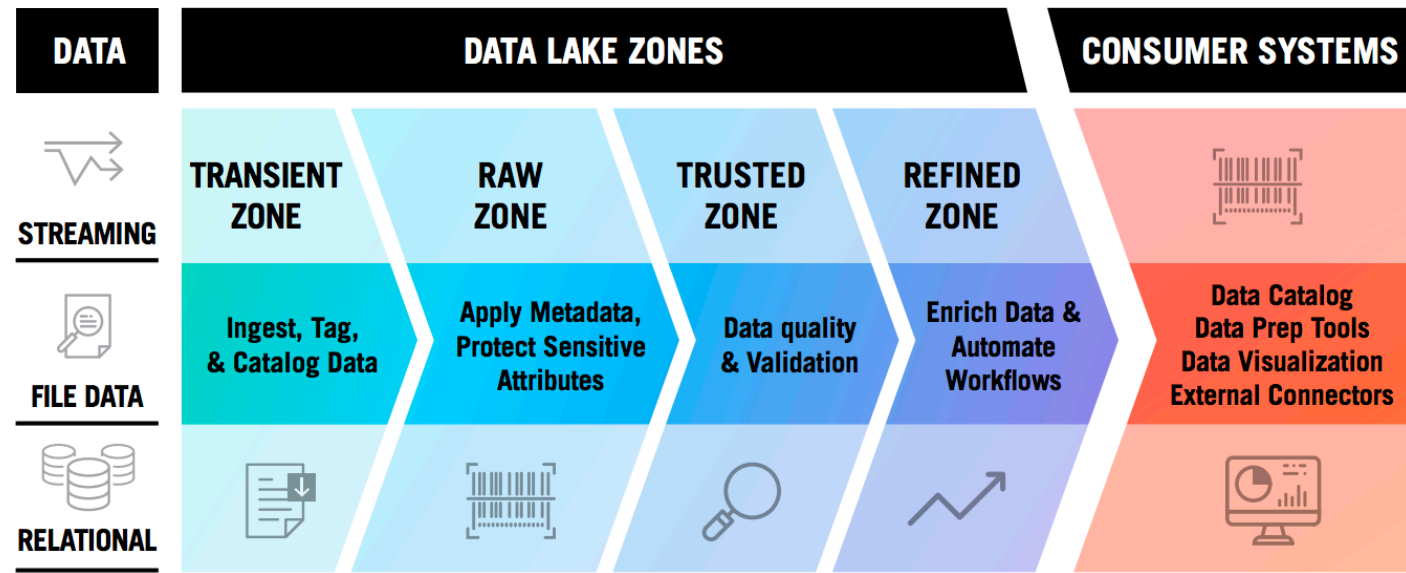 DATA
DATA LAKE ZONES
CONSUMER SYSTEMS
STREAMING
FILE DATA
RELATIONAL
TRANSIENT
ZONE
Ingest, Tag,
& Catalog Data
RAW
ZONE
Apply Metadata,
Protect Sensitive
Attributes
TRUSTED
ZONE
Data quality
& Validation
REFINED
ZONE
Enrich Data &
Automate
Workflows
Data Catalog
Data Prep Tools
Data Visualization
External Connectors